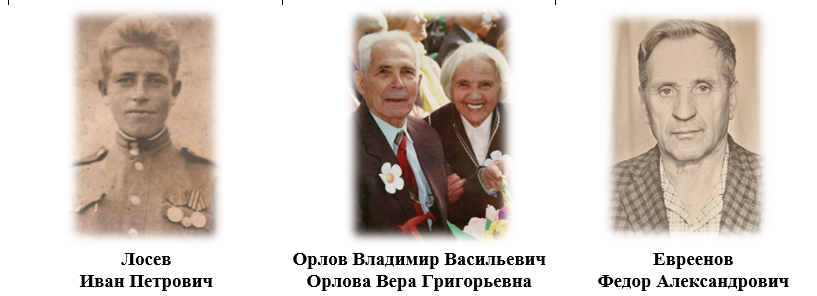 Лосев
Иван Петрович
Орлов Владимир Васильевич
Орлова Вера Григорьевна
Евреенов
Федор Александрович